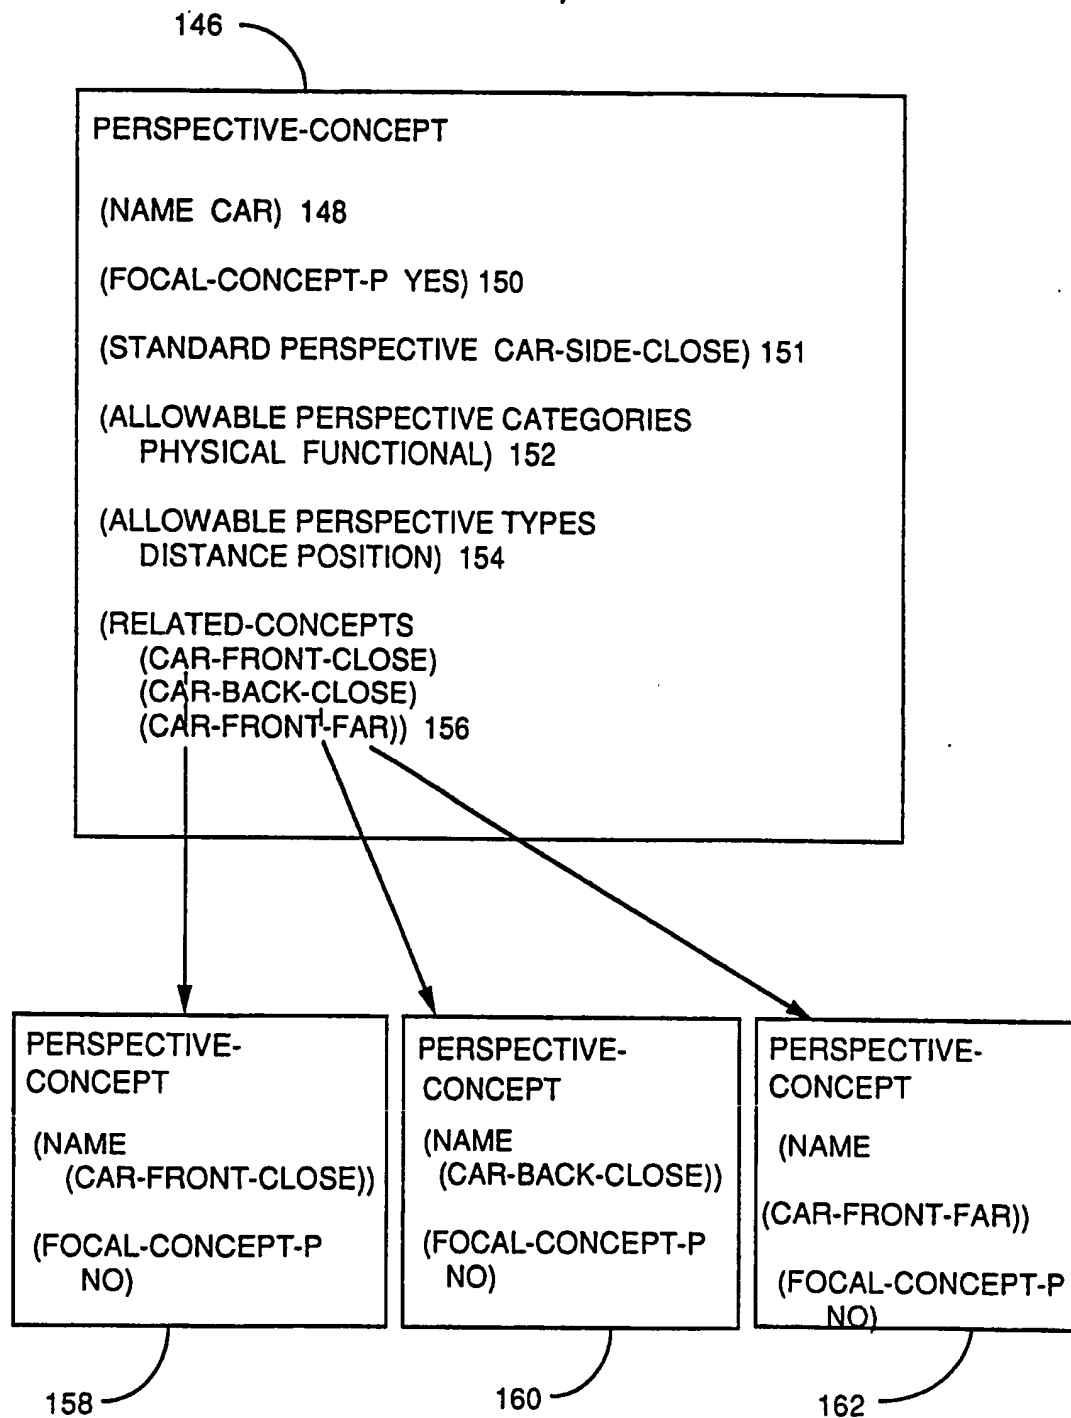 146
PERSPECTIVE-CONCEPT
(NAME CAR) 148
(FOCAL-CONCEPT-P YES) 150
(STANDARD PERSPECTIVE CAR-SIDE-CLOSE) 151
(ALLOWABLE PERSPECTIVE CATEGORIES
PHYSICAL FUNCTIONAL) 152
(ALLOWABLE PERSPECTIVE TYPES
DISTANCE POSITION) 154
(RELATED-CONCEPTS
(CAR-FRONT-CLOSE)
(CAR-BACK-CLOSE)
(CAR-FRONT-FAR)) 156
PERSPECTIVE-
CONCEPT
(NAME
(CAR-FRONT-CLOSE))
(FOCAL-CONCEPT-P
NO)
158
PERSPECTIVE-
CONCEPT
(NAME
(CAR-BACK-CLOSE))
(FOCAL-CONCEPT-P
NO)
160
PERSPECTIVE-
CONCEPT
(NAME
(CAR-FRONT-FAR))
(FOCAL-CONCEPT-P
NO)
162